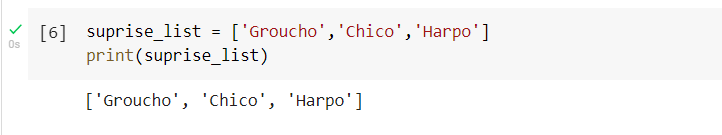 [6] suprise_list = ['Groucho','Chico','Harpo']
0s print(suprise_list)
['Groucho', 'Chico', 'Harpo']